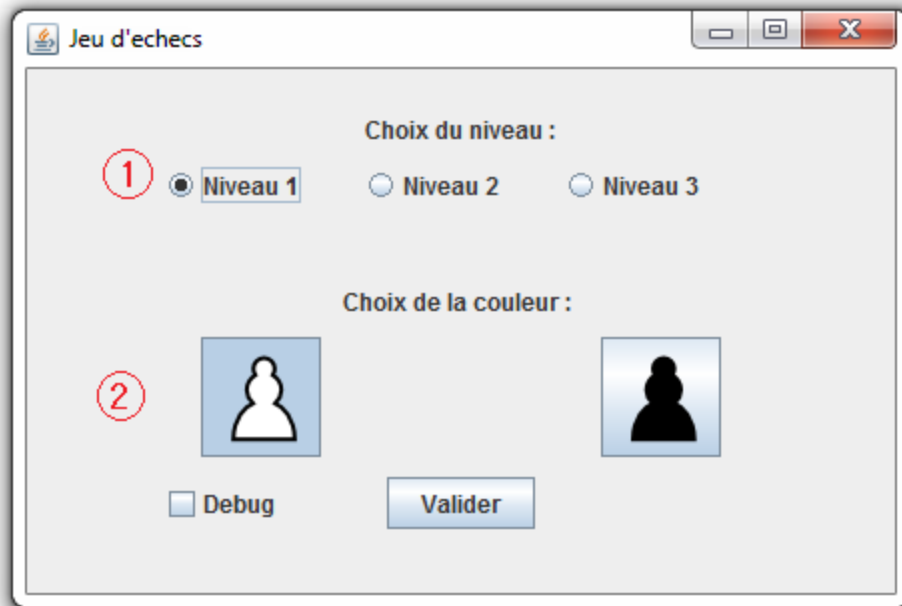 Jeu d'echecs
Choix du niveau :
1
Niveau 1 Niveau 2 Niveau 3
Choix de la couleur :
2
Debug Valider